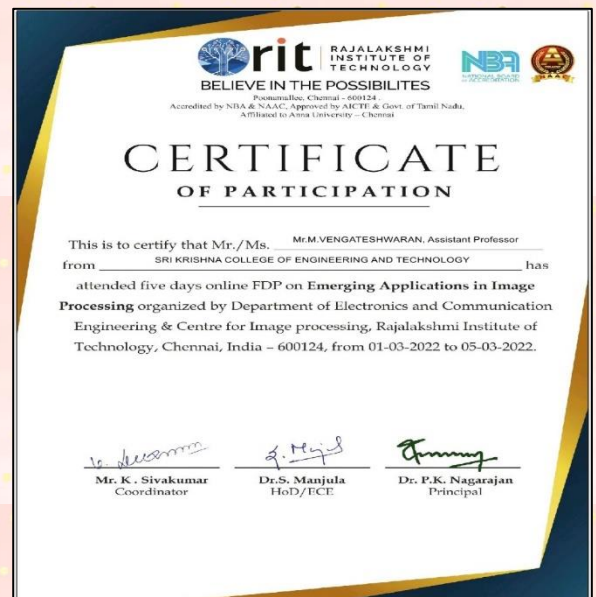 rit RAJALAKSHMI
INSTITUTE OF
TECHNOLOGY
BELIEVE IN THE POSSIBILITES
Poonamallee, Chennai - 600124 .
Accredited by NBA & NAAC, Approved by AICTE & Govt. of Tamil Nadu,
Affiliated to Anna University – Chennai
NBA
NATIONAL BOARD
of ACCREDITATION
NAAC
CERTIFICATE
OF PARTICIPATION
This is to certify that Mr./Ms. Mr.M.VENGATESHWARAN, Assistant Professor
from SRI KRISHNA COLLEGE OF ENGINEERING AND TECHNOLOGY has
attended five days online FDP on Emerging Applications in Image
Processing organized by Department of Electronics and Communication
Engineering & Centre for Image processing, Rajalakshmi Institute of
Technology, Chennai, India – 600124, from 01-03-2022 to 05-03-2022.
Mr. K . Sivakumar
Coordinator
Dr.S. Manjula
HoD/ECE
Dr. P.K. Nagarajan
Principal